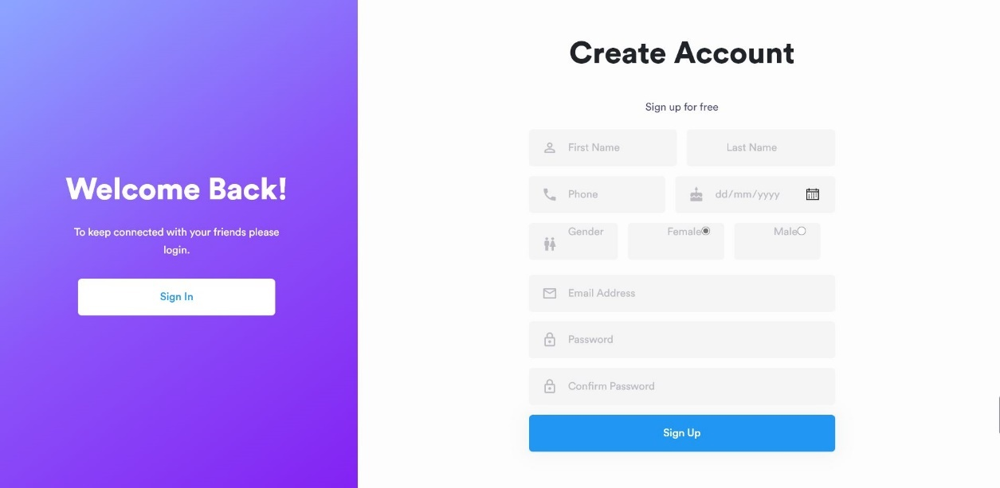 Welcome Back!
To keep connected with your friends please
login.
Sign In
Create Account
Sign up for free
First Name
Last Name
Phone
dd/mm/yyyy
Gender
Female
Male
Email Address
Password
Confirm Password
Sign Up